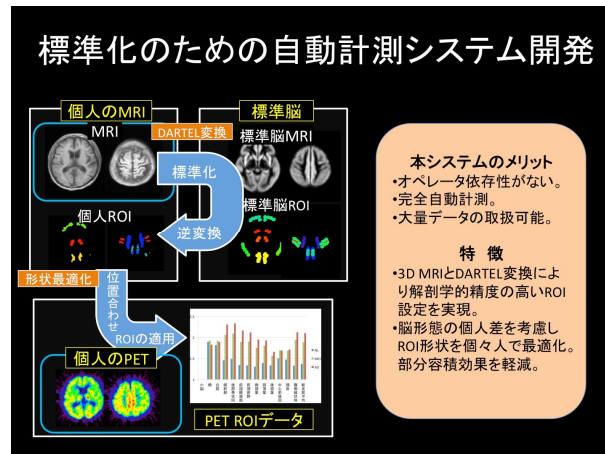 標準化のための自動計測システム開発
個人のMRI
標準脳
MRI
DARTEL変換
標準脳MRI
標準化
個人ROI
標準脳ROI
逆変換
形状最適化
位置合わせ
ROIの適用
個人のPET
PET ROIデータ
本システムのメリット
•オペレータ依存性がない。
•完全自動計測。
•大量データの取扱可能。
特 徴
•3D MRIとDARTEL変換によ
り解剖学的精度の高いROI
設定を実現。
•脳形態の個人差を考慮し
ROI形状を個々人で最適化。
部分容積効果を軽減。